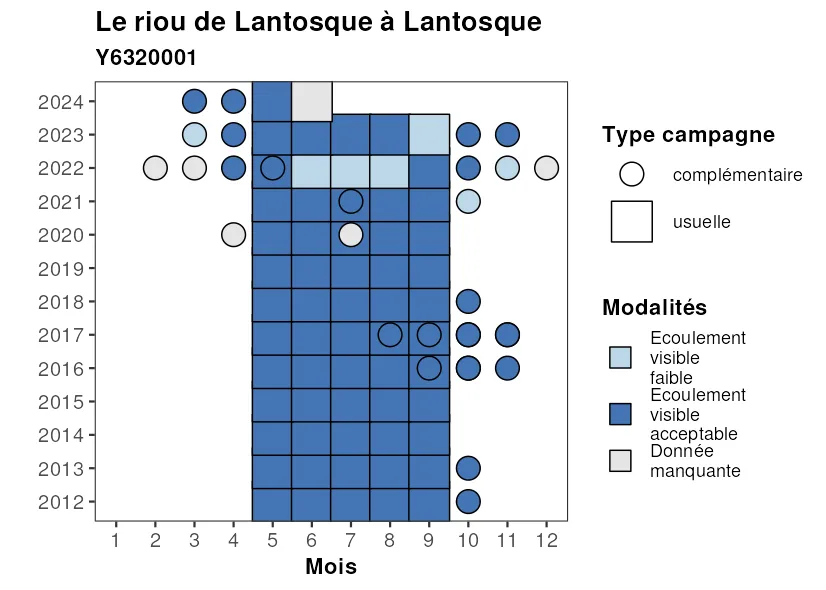 Le riou de Lantosque à Lantosque
Y6320001
2024
2023
2022
2021
2020
2019
2018
2017
2016
2015
2014
2013
2012
1 2 3 4 5 6 7 8 9 10 11 12
Mois
Type campagne
complémentaire
usuelle
Modalités
Ecoulement
visible
faible
Ecoulement
visible
acceptable
Donnée
manquante